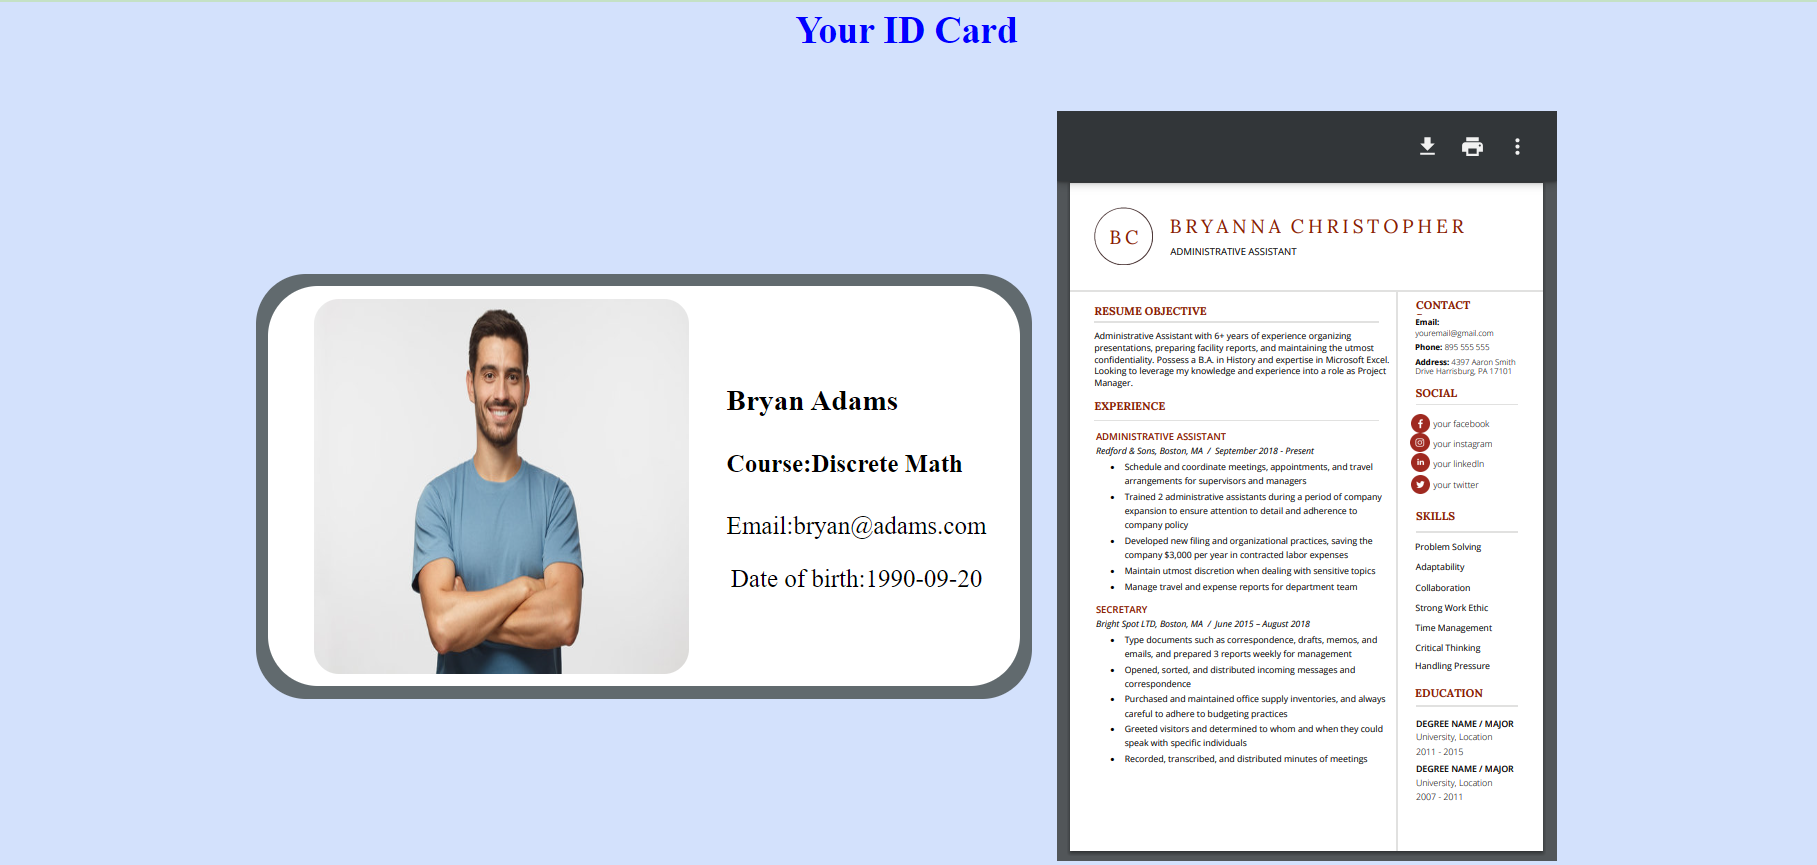 Your ID Card
Bryan Adams
Course:Discrete Math
Email:bryan@adams.com
Date of birth:1990-09-20
BC
BRYANNA CHRISTOPHER
ADMINISTRATIVE ASSISTANT
RESUME OBJECTIVE
Administrative Assistant with 6+ years of experience organizing
presentations, preparing facility reports, and maintaining the utmost
confidentiality. Possess a B.A. in History and expertise in Microsoft Excel.
Looking to leverage my knowledge and experience into a role as Project
Manager.
EXPERIENCE
ADMINISTRATIVE ASSISTANT
Redford & Sons, Boston, MA / September 2018 - Present
• Schedule and coordinate meetings, appointments, and travel
arrangements for supervisors and managers
• Trained 2 administrative assistants during a period of company
expansion to ensure attention to detail and adherence to
company policy
• Developed new filing and organizational practices, saving the
company $3,000 per year in contracted labor expenses
• Maintain utmost discretion when dealing with sensitive topics
• Manage travel and expense reports for department team
SECRETARY
Bright Spot LTD, Boston, MA / June 2015 – August 2018
• Type documents such as correspondence, drafts, memos, and
emails, and prepared 3 reports weekly for management
• Opened, sorted, and distributed incoming messages and
correspondence
• Purchased and maintained office supply inventories, and always
careful to adhere to budgeting practices
• Greeted visitors and determined to whom and when they could
speak with specific individuals
• Recorded, transcribed, and distributed minutes of meetings
CONTACT
Email:
youremail@gmail.com
Phone: 895 555 555
Address: 4397 Aaron Smith
Drive Harrisburg, PA 17101
SOCIAL
your facebook
your instagram
your linkedln
your twitter
SKILLS
Problem Solving
Adaptability
Collaboration
Strong Work Ethic
Time Management
Critical Thinking
Handling Pressure
EDUCATION
DEGREE NAME / MAJOR
University, Location
2011 - 2015
DEGREE NAME / MAJOR
University, Location
2007 - 2011